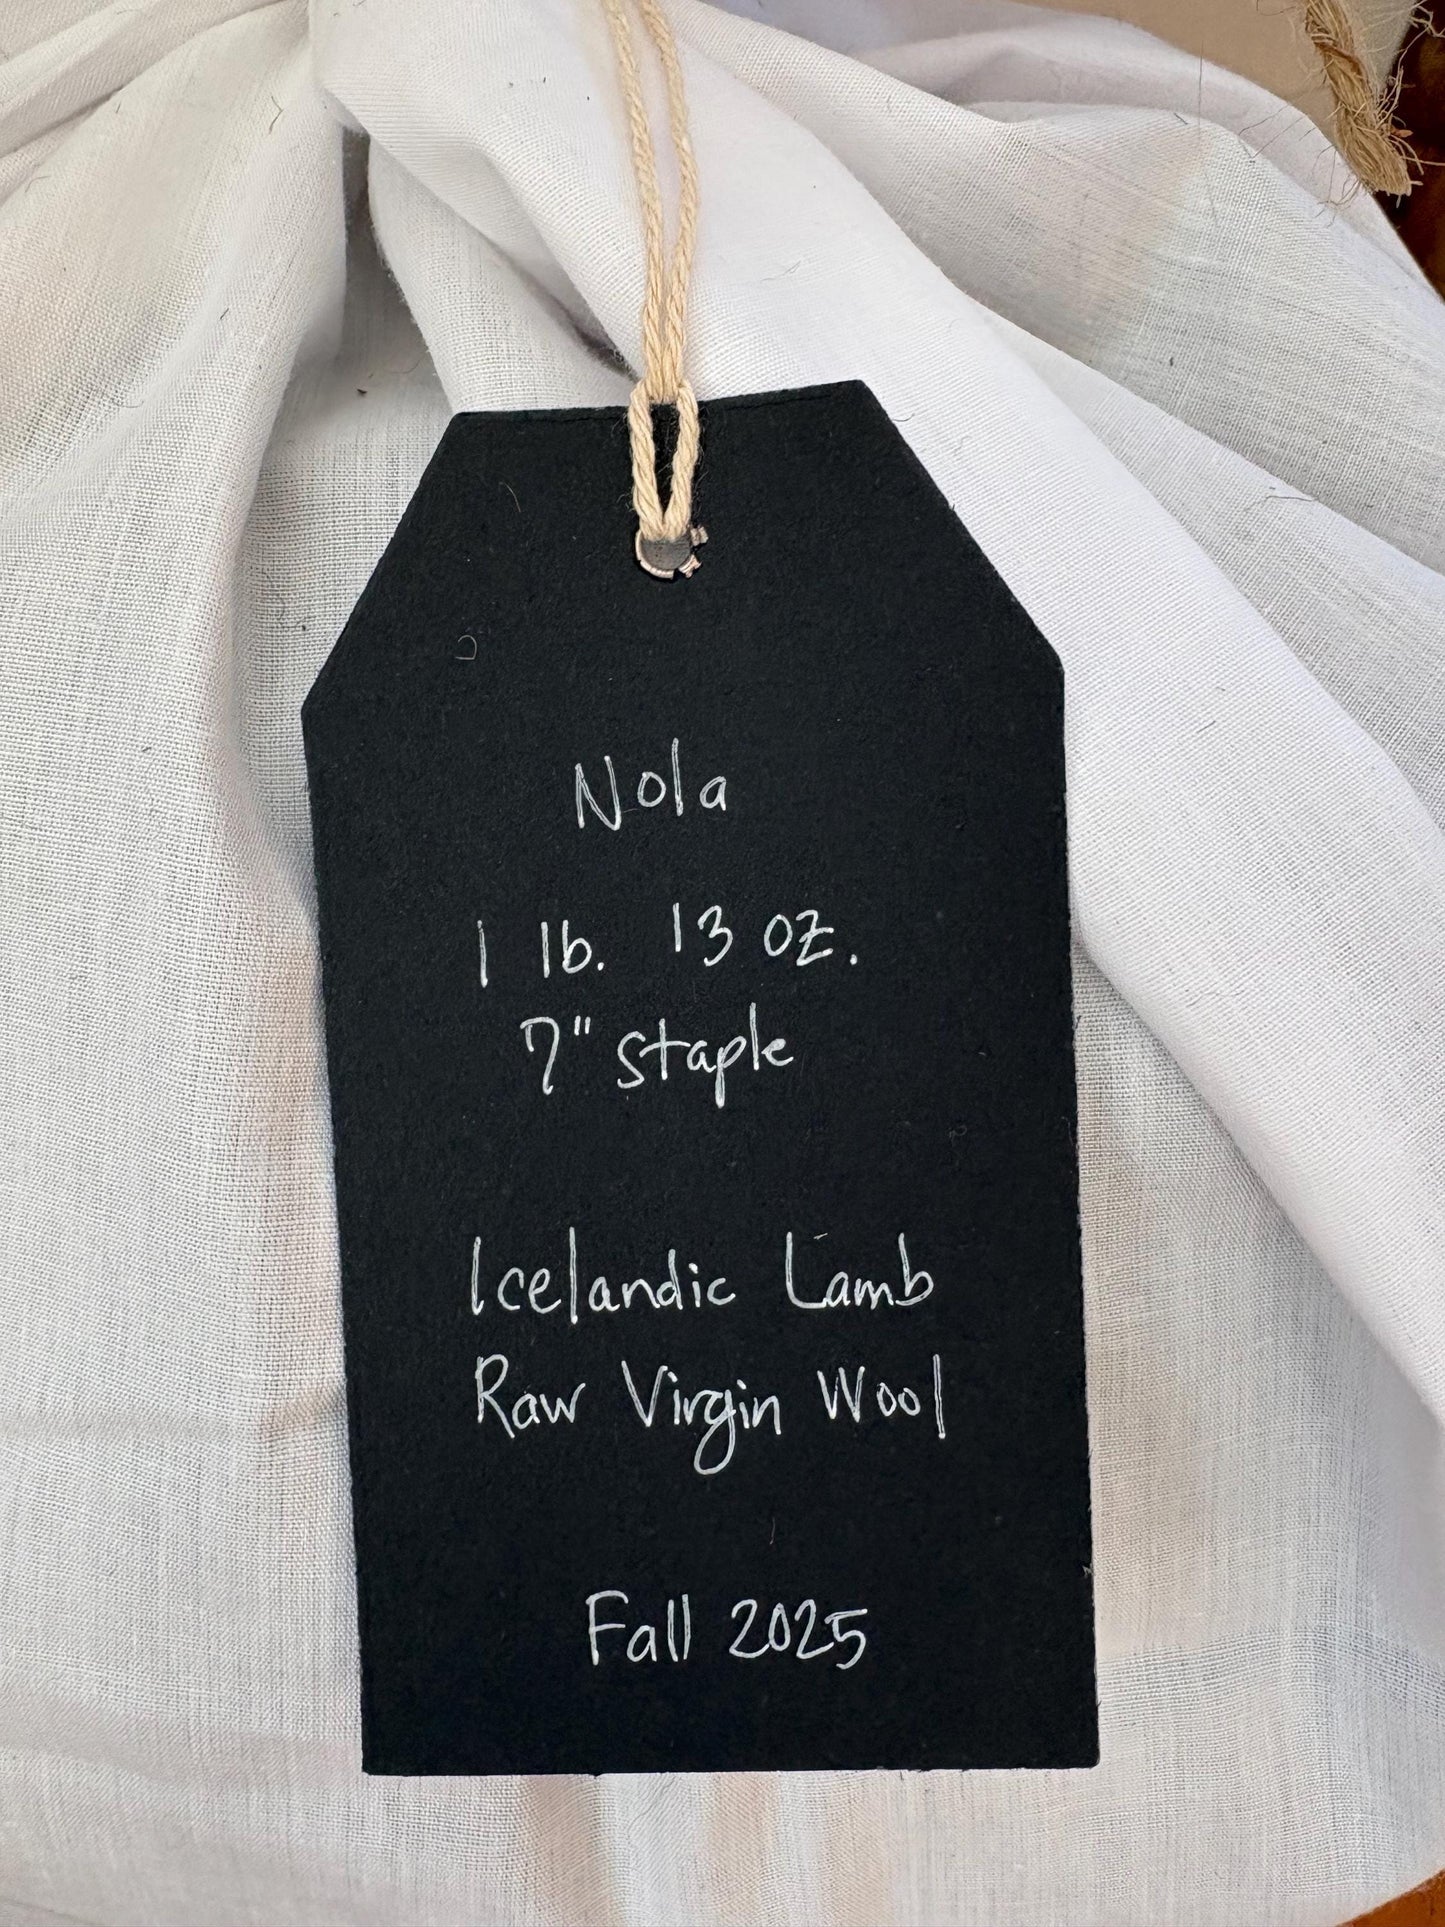 Nola
1 lb. 13 oz.
7" staple
Icelandic Lamb
Raw Virgin Wool
Fall 2025